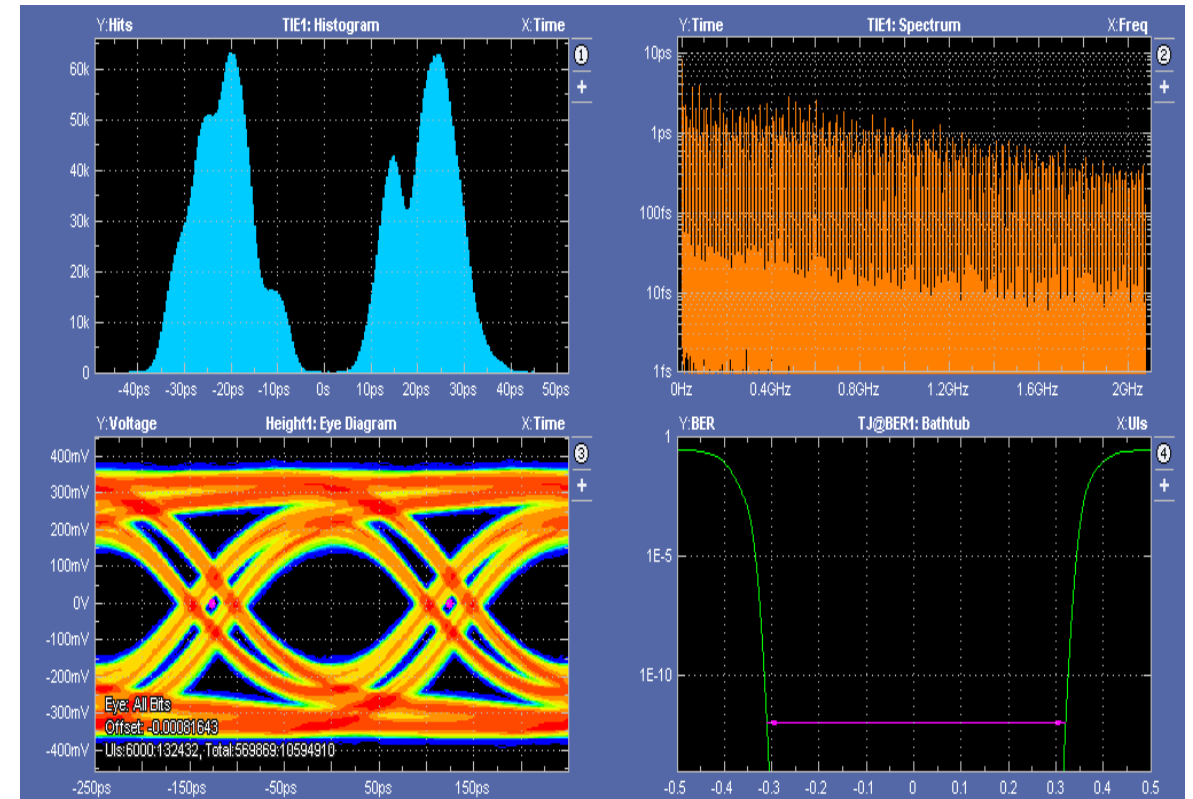 Y:Hits TIE1: Histogram X:Time
60k
50k
40k
30k
20k
10k
0
-40ps -30ps -20ps -10ps 0s 10ps 20ps 30ps 40ps 50ps
1
+
Y:Time TIE1: Spectrum X:Freq
10ps
1ps
100fs
10fs
1fs
0Hz 0.4GHz 0.8GHz 1.2GHz 1.6GHz 2GHz
2
+
Y:Voltage Height1: Eye Diagram X:Time
400mV
300mV
200mV
100mV
0V
-100mV
-200mV
-300mV
-400mV
Eye: All Bits
Offset: -0.00081643
UIs:6000:132432, Total:569869:10594910
-250ps -150ps -50ps 50ps 150ps
3
+
Y:BER TJ@BER1: Bathtub X:UIs
1
1E-5
1E-10
-0.5 -0.4 -0.3 -0.2 -0.1 0 0.1 0.2 0.3 0.4 0.5
4
+